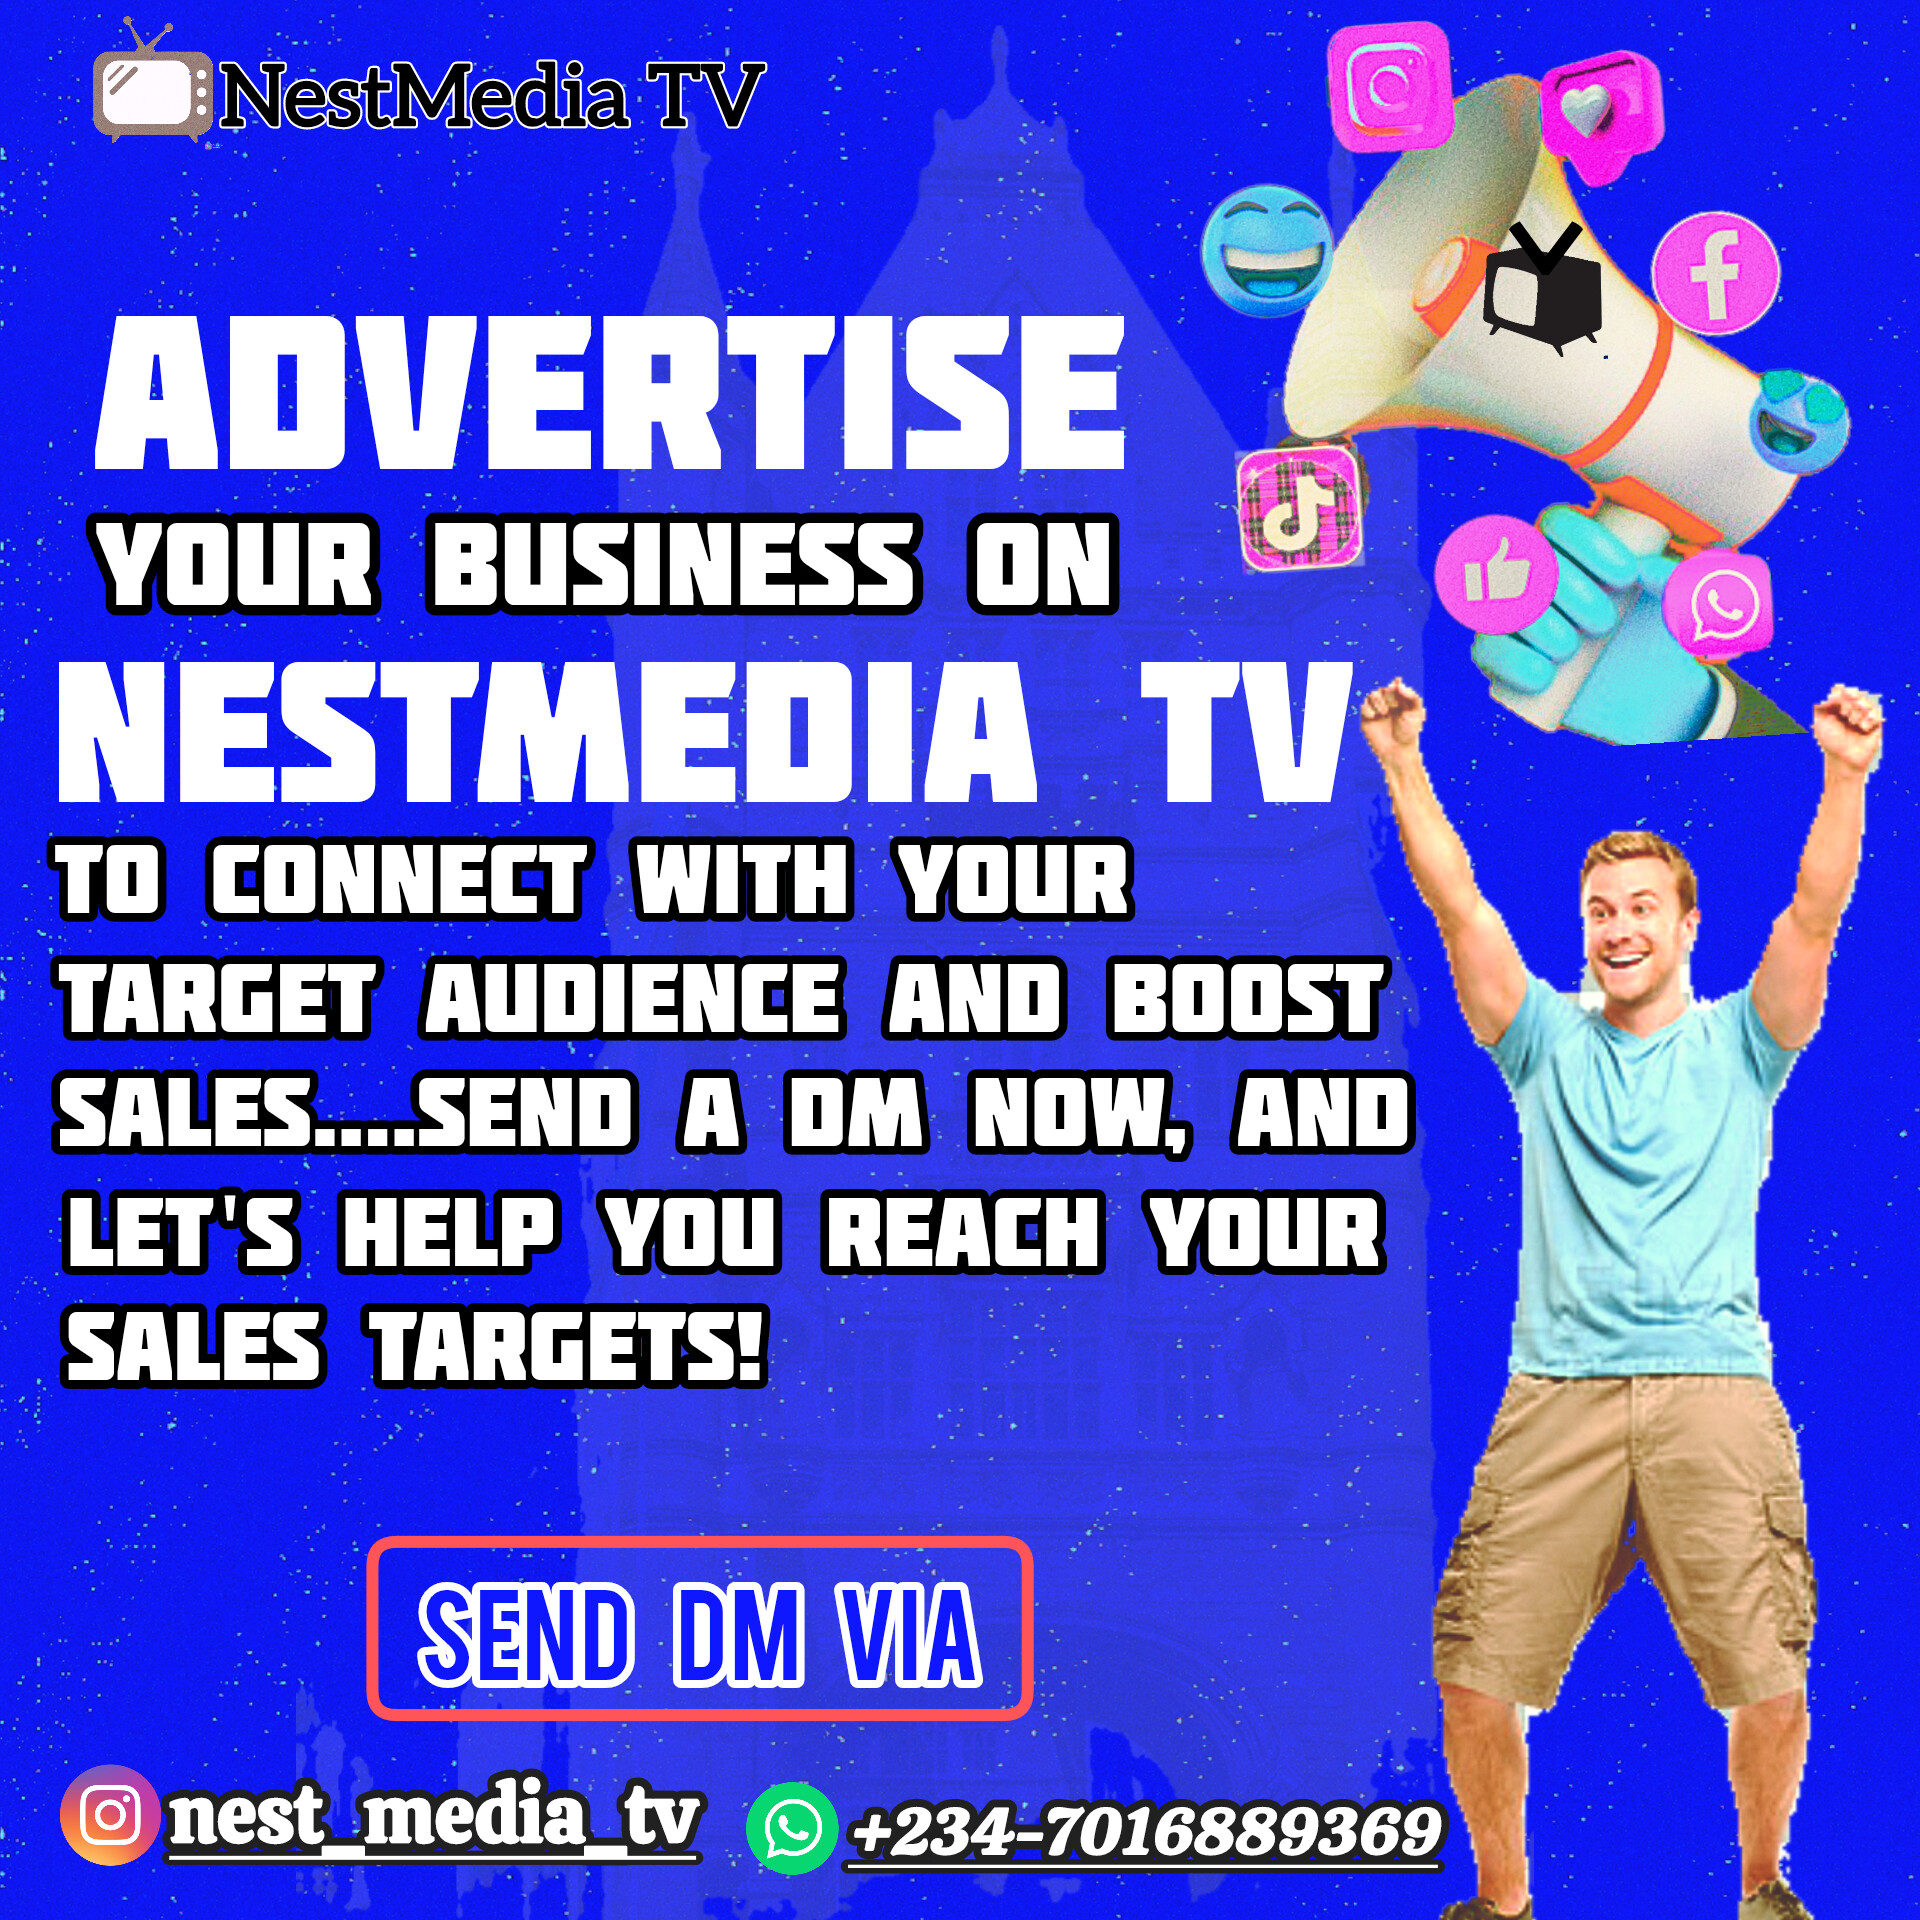 NestMedia TV
ADVERTISE
YOUR BUSINESS ON
NESTMEDIA TV
TO CONNECT WITH YOUR
TARGET AUDIENCE AND BOOST
SALES....SEND A DM NOW, AND
LET'S HELP YOU REACH YOUR
SALES TARGETS!
SEND DM VIA
nest_media_tv
+234-7016889369